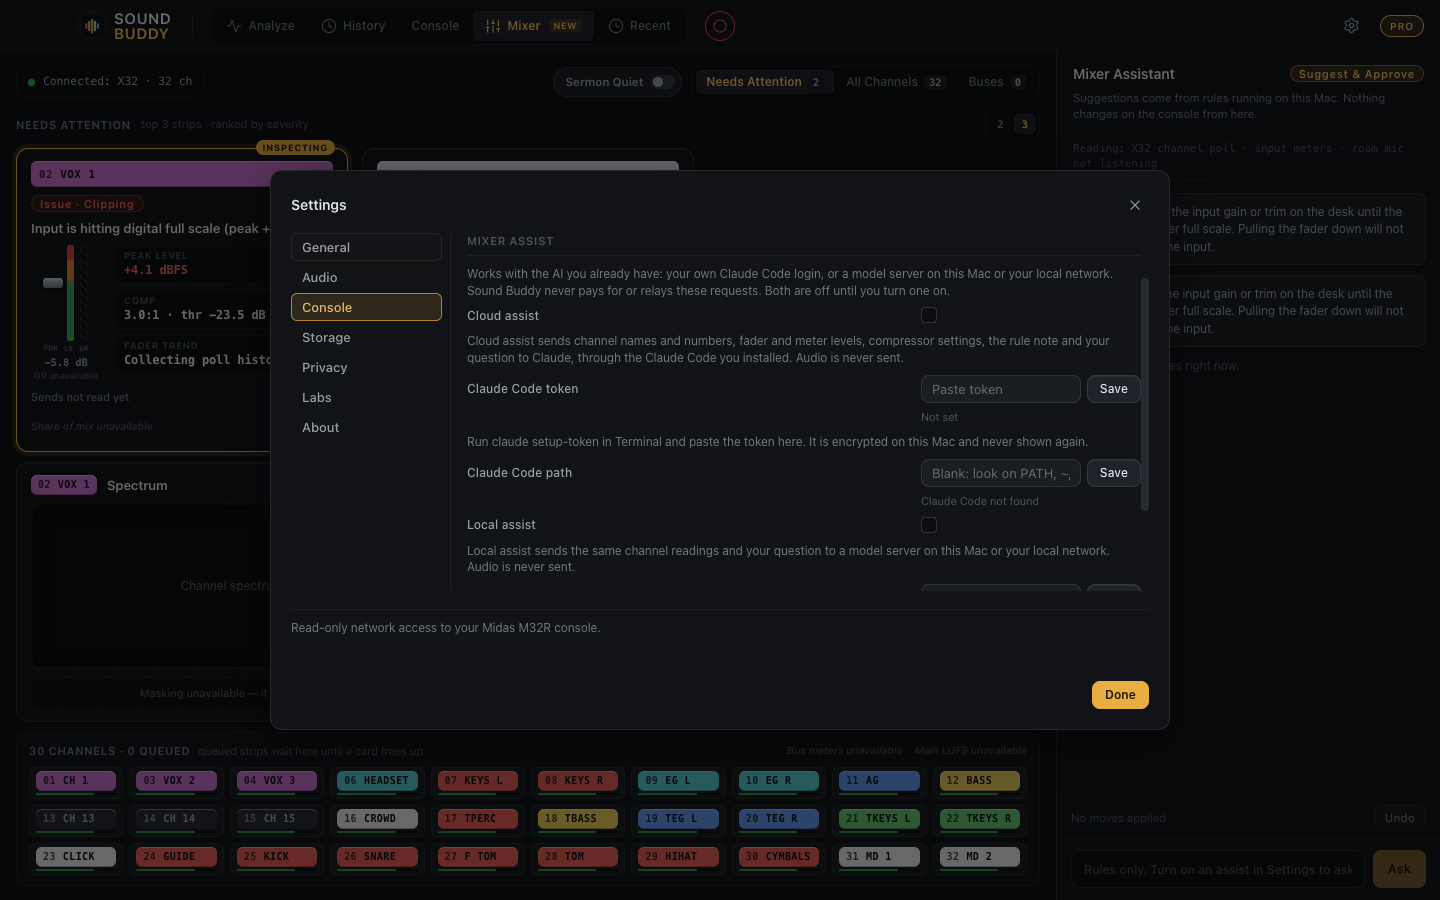 SOUND
BUDDY
Analyze
History
Console
Mixer NEW
Recent
PRO
Connected: X32 · 32 ch
Sermon Quiet
Needs Attention 2
All Channels 32
Buses 0
NEEDS ATTENTION top 3 strips · ranked by severity
2 3
INSPECTING
02 VOX 1
Issue · Clipping
Input is hitting digital full scale (peak +
PEAK LEVEL
+4.1 dBFS
COMP
3.0:1 · thr −23.5 dB
FADER TREND
Collecting poll histo
FDR LV GR
−5.8 dB
GR unavailable
Sends not read yet
Share of mix unavailable
02 VOX 1 Spectrum
Channel spectru
Masking unavailable — it
Mixer Assistant
Suggest & Approve
Suggestions come from rules running on this Mac. Nothing
changes on the console from here.
Reading: X32 channel poll · input meters · room mic
not listening
the input gain or trim on the desk until the
er full scale. Pulling the fader down will not
he input.
he input gain or trim on the desk until the
er full scale. Pulling the fader down will not
he input.
es right now.
Settings
General
Audio
Console
Storage
Privacy
Labs
About
MIXER ASSIST
Works with the AI you already have: your own Claude Code login, or a model server on this Mac or your local network.
Sound Buddy never pays for or relays these requests. Both are off until you turn one on.
Cloud assist
Cloud assist sends channel names and numbers, fader and meter levels, compressor settings, the rule note and your
question to Claude, through the Claude Code you installed. Audio is never sent.
Claude Code token
Paste token
Save
Not set
Run claude setup-token in Terminal and paste the token here. It is encrypted on this Mac and never shown again.
Claude Code path
Blank: look on PATH, ~,
Save
Claude Code not found
Local assist
Local assist sends the same channel readings and your question to a model server on this Mac or your local network.
Audio is never sent.
Read-only network access to your Midas M32R console.
Done
30 CHANNELS · 0 QUEUED queued strips wait here until a card frees up
Bus meters unavailable Main LUFS unavailable
01 CH 1
03 VOX 2
04 VOX 3
06 HEADSET
07 KEYS L
08 KEYS R
09 EG L
10 EG R
11 AG
12 BASS
13 CH 13
14 CH 14
15 CH 15
16 CROWD
17 TPERC
18 TBASS
19 TEG L
20 TEG R
21 TKEYS L
22 TKEYS R
23 CLICK
24 GUIDE
25 KICK
26 SNARE
27 F TOM
28 TOM
29 HIHAT
30 CYMBALS
31 MD 1
32 MD 2
No moves applied
Undo
Rules only. Turn on an assist in Settings to ask
Ask